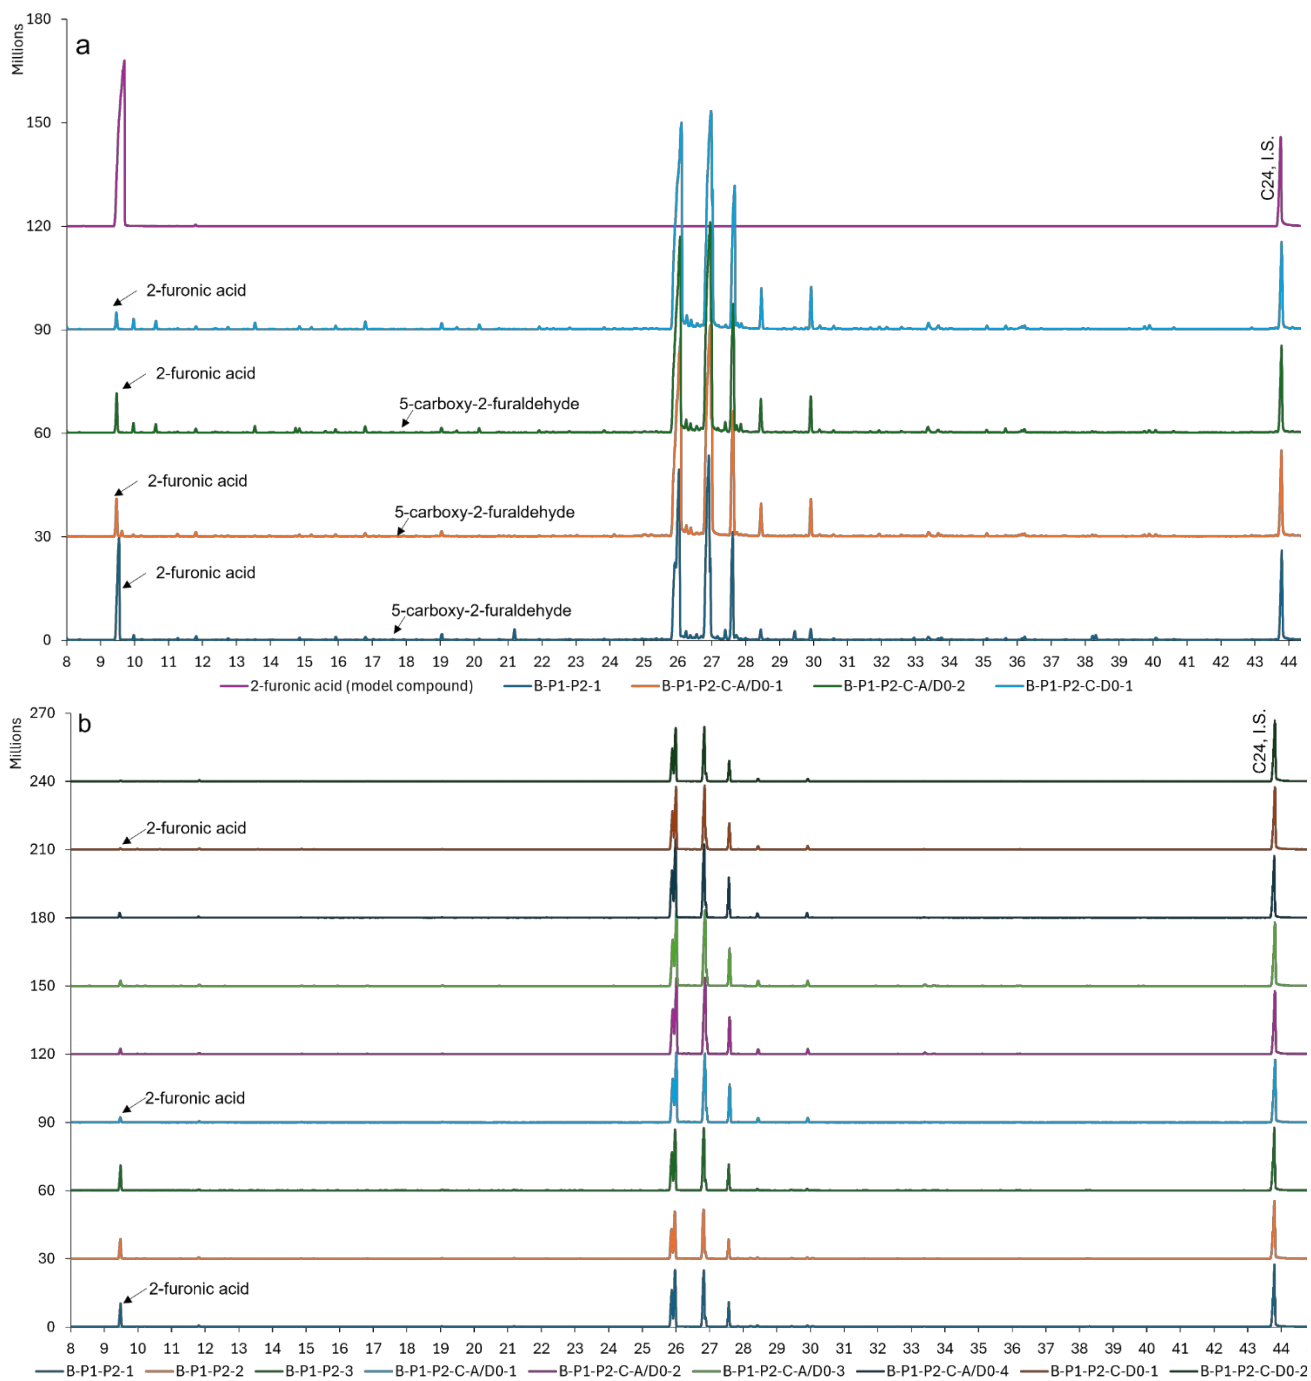 a
Millions
180
150
120
90
60
30
0
C24, I.S.
2-furonic acid
2-furonic acid
5-carboxy-2-furaldehyde
2-furonic acid
5-carboxy-2-furaldehyde
2-furonic acid
5-carboxy-2-furaldehyde
8 9 10 11 12 13 14 15 16 17 18 19 20 21 22 23 24 25 26 27 28 29 30 31 32 33 34 35 36 37 38 39 40 41 42 43 44
2-furonic acid (model compound) B-P1-P2-1 B-P1-P2-C-A/D0-1 B-P1-P2-C-A/D0-2 B-P1-P2-C-D0-1
b
Millions
270
240
210
180
150
120
90
60
30
0
C24, I.S.
2-furonic acid
2-furonic acid
2-furonic acid
8 9 10 11 12 13 14 15 16 17 18 19 20 21 22 23 24 25 26 27 28 29 30 31 32 33 34 35 36 37 38 39 40 41 42 43 44
B-P1-P2-1 B-P1-P2-2 B-P1-P2-3 B-P1-P2-C-A/D0-1 B-P1-P2-C-A/D0-2 B-P1-P2-C-A/D0-3 B-P1-P2-C-A/D0-4 B-P1-P2-C-D0-1 B-P1-P2-C-D0-2